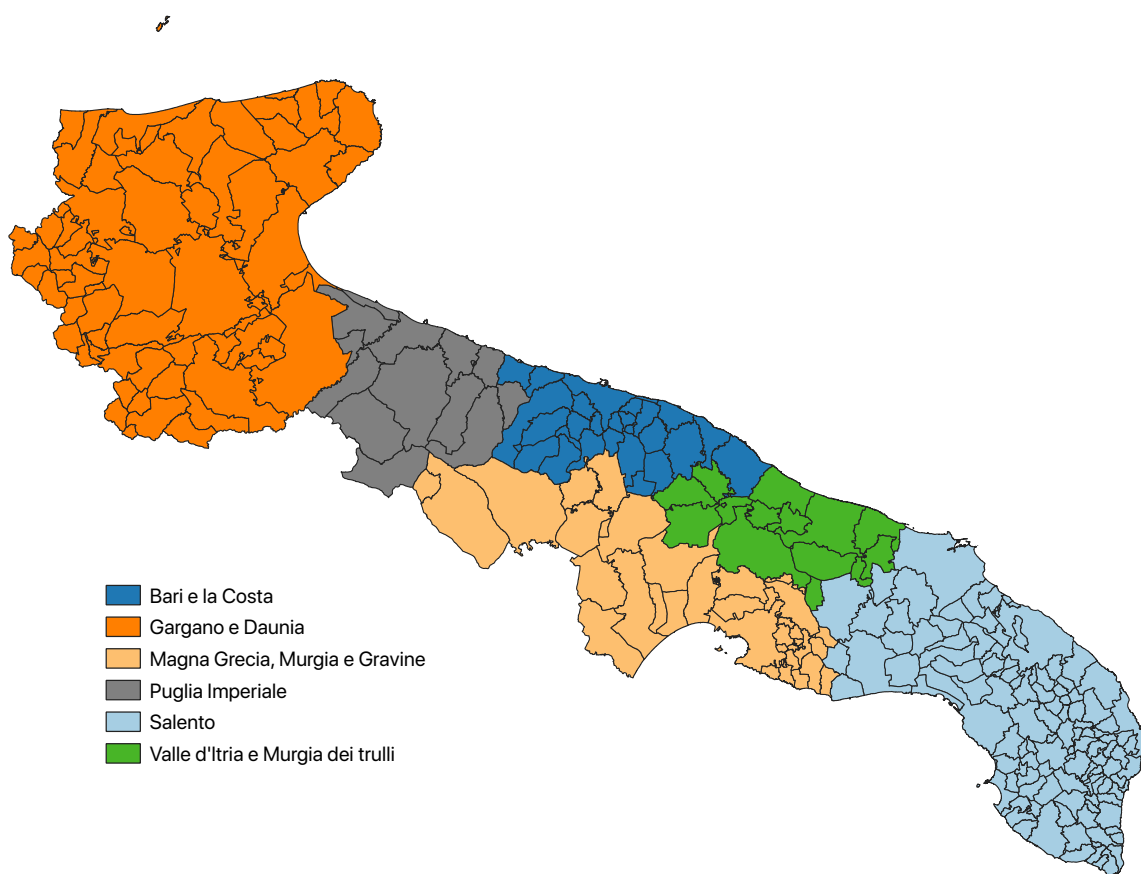 Bari e la Costa
Gargano e Daunia
Magna Grecia, Murgia e Gravine
Puglia Imperiale
Salento
Valle d'Itria e Murgia dei trulli